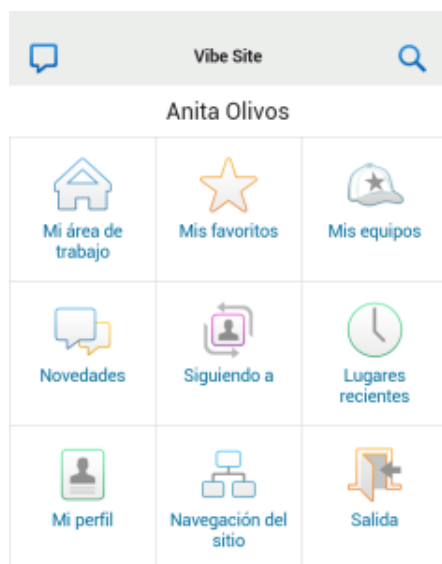 Vibe Site
Anita Olivos
Mi área de
trabajo
Mis favoritos
Mis equipos
Novedades
Siguiendo a
Lugares
recientes
Mi perfil
Navegación del
sitio
Salida